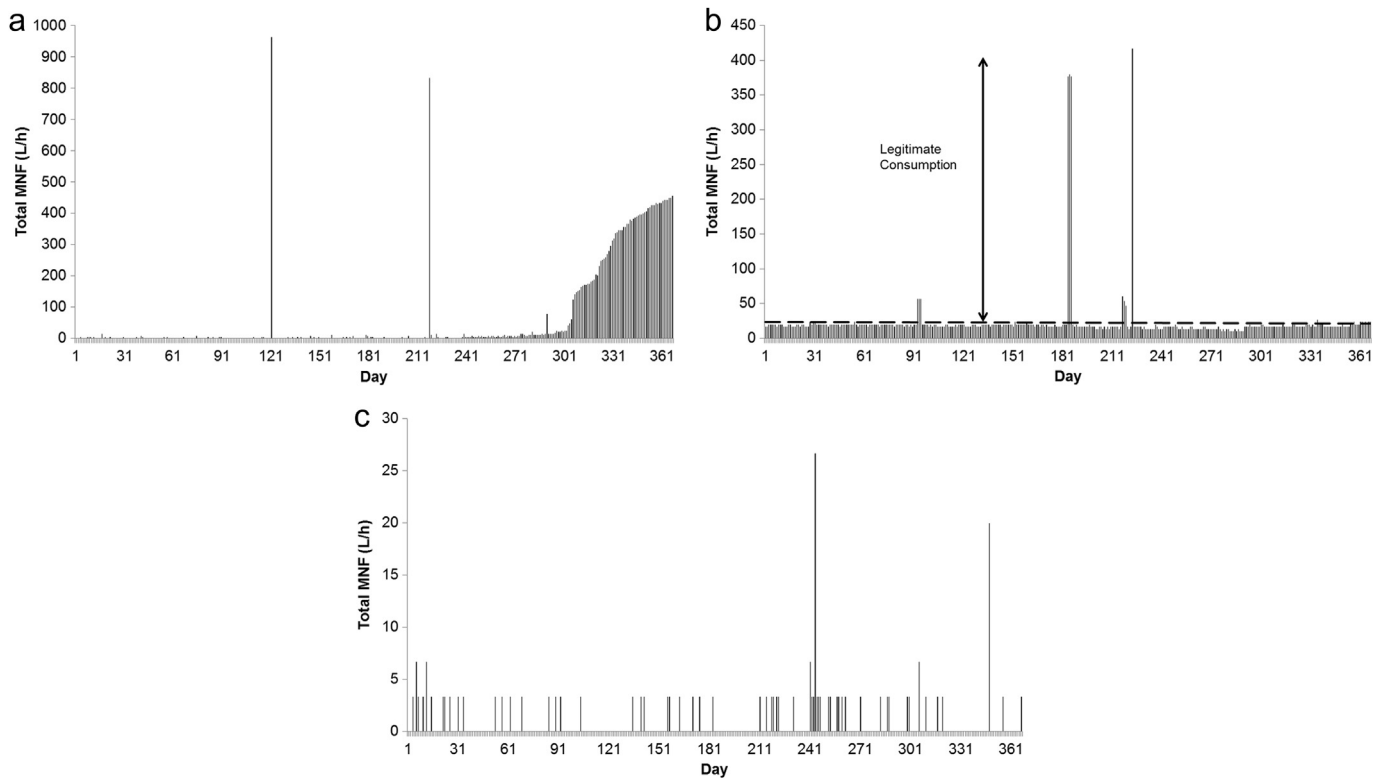 a
1000
900
800
700
600
500
400
300
200
100
0
Total MNF (L/h)
1 31 61 91 121 151 181 211 241 271 301 331 361
Day
b
450
400
350
300
250
200
150
100
50
0
Total MNF (L/h)
Legitimate
Consumption
1 31 61 91 121 151 181 211 241 271 301 331 361
Day
c
30
25
20
15
10
5
0
Total MNF (L/h)
1 31 61 91 121 151 181 211 241 271 301 331 361
Day